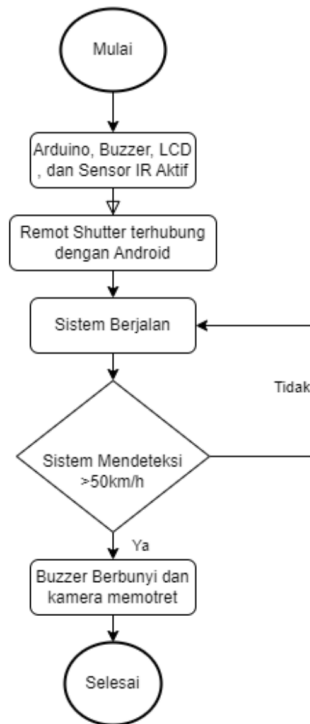 Mulai
Arduino, Buzzer, LCD
, dan Sensor IR Aktif
Remot Shutter terhubung
dengan Android
Sistem Berjalan
Tidak
Sistem Mendeteksi
>50km/h
Ya
Buzzer Berbunyi dan
kamera memotret
Selesai